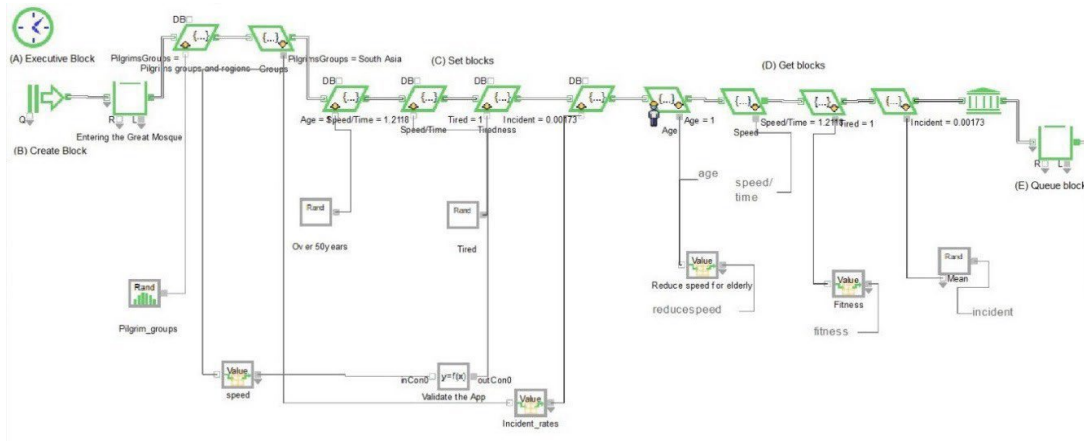 DB
(A) Executive Block
PilgrimsGroups =
Pilgrims groups and regions
Groups
PilgrimsGroups = South Asia
(C) Set blocks
(D) Get blocks
DB
DB
DB
DB
Q
R
L
Entering the Great Mosque
(B) Create Block
Age = 1
Speed/Time = 1.2118
Speed/Time
Tired = 1
Tiredness
Incident = 0.00173
Age
Age = 1
Speed
Speed/Time = 1.2118
Tired = 1
Incident = 0.00173
R
L
(E) Queue block
age
speed/
time
Rand
Over 50years
Rand
Tired
Value
Reduce speed for elderly
reducespeed
Value
Fitness
fitness
Rand
Mean
incident
Rand
Pilgrim_groups
Value
speed
inCon0
y=f(x)
outCon0
Validate the App
Value
Incident_rates